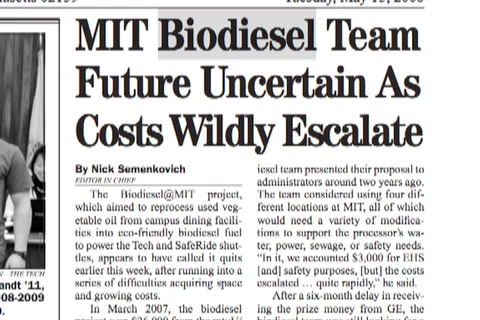 Tuesday, May 13, 2008
MIT Biodiesel Team
Future Uncertain As
Costs Wildly Escalate
By Nick Semenkovich
EDITOR IN CHIEF
The Biodiesel@MIT project,
which aimed to reprocess used veg-
etable oil from campus dining facili-
ties into eco-friendly biodiesel fuel
to power the Tech and SafeRide shut-
tles, appears to have called it quits
earlier this week, after running into a
series of difficulties acquiring space
and growing costs.
In March 2007, the biodiesel
iesel team presented their proposal to
administrators around two years ago.
The team considered using four dif-
ferent locations at MIT, all of which
would need a variety of modifica-
tions to support the processor's wa-
ter, power, sewage, or safety needs.
"In it, we accounted $3,000 for EHS
[and] safety purposes, [but] the costs
escalated … quite rapidly," he said.
After a six-month delay in receiv-
ing the prize money from GE, the
THE TECH
andt '11,
08-2009